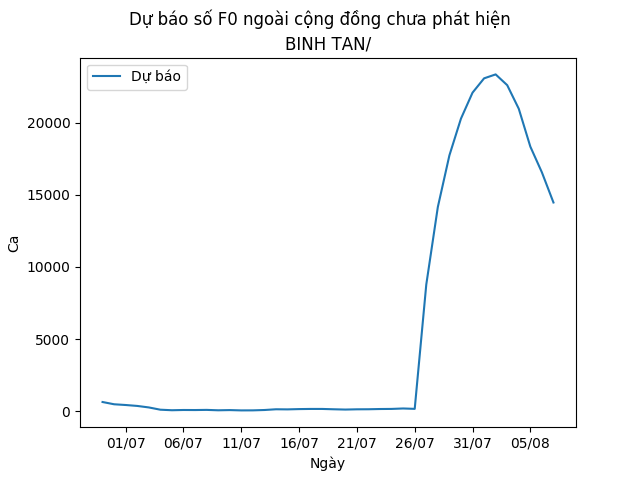 Dự báo số F0 ngoài cộng đồng chưa phát hiện
BINH TAN/
Dự báo
Ca
20000
15000
10000
5000
0
01/07 06/07 11/07 16/07 21/07 26/07 31/07 05/08
Ngày